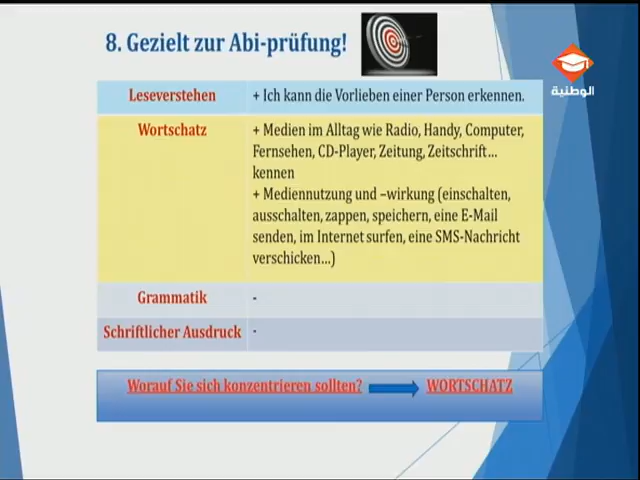 8. Gezielt zur Abi-prüfung!
الوطنية
Leseverstehen
+ Ich kann die Vorlieben einer Person erkennen.
Wortschatz
+ Medien im Alltag wie Radio, Handy, Computer,
Fernsehen, CD-Player, Zeitung, Zeitschrift…
kennen
+ Mediennutzung und –wirkung (einschalten,
ausschalten, zappen, speichern, eine E-Mail
senden, im Internet surfen, eine SMS-Nachricht
verschicken…)
Grammatik
-
Schriftlicher Ausdruck
-
Worauf Sie sich konzentrieren sollten? WORTSCHATZ